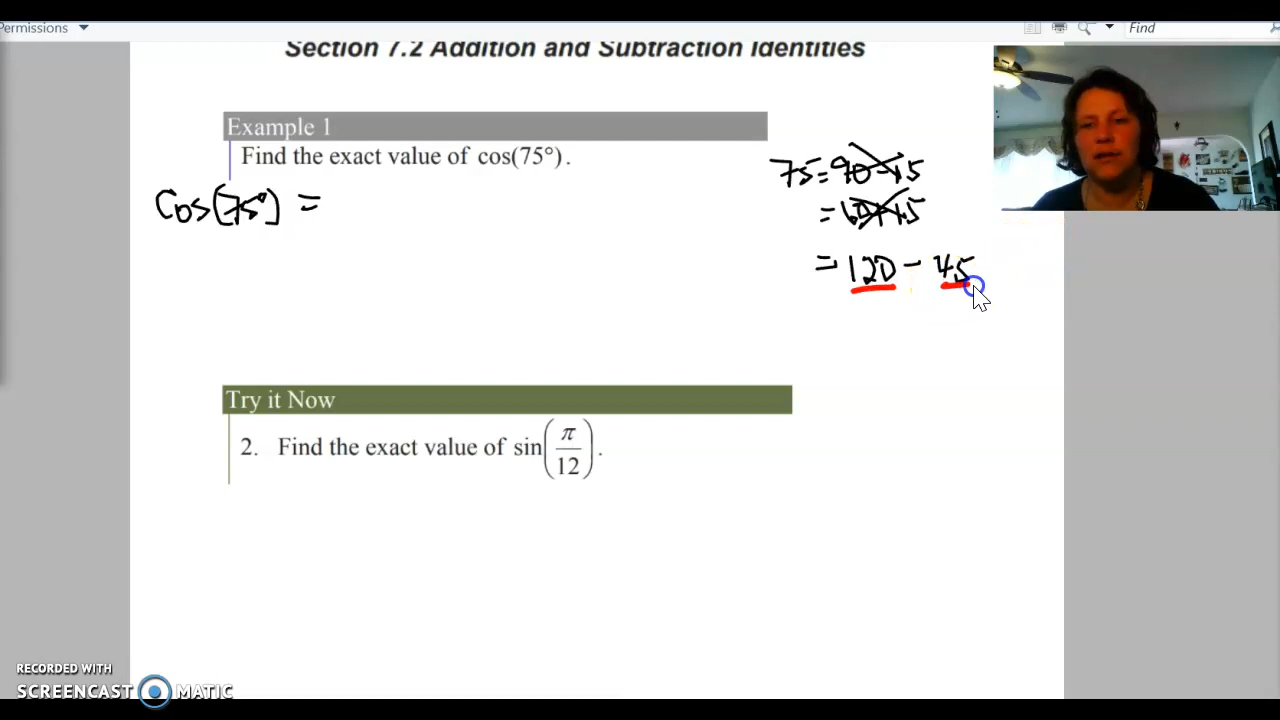 Permissions
Find
Section 7.2 Addition and Subtraction Identities
Example 1
Find the exact value of cos(75°).
75=90-15
Cos(75°) =
=60+15
=120-45
Try it Now
2. Find the exact value of sin(π/12).
RECORDED WITH
SCREENCAST MATIC